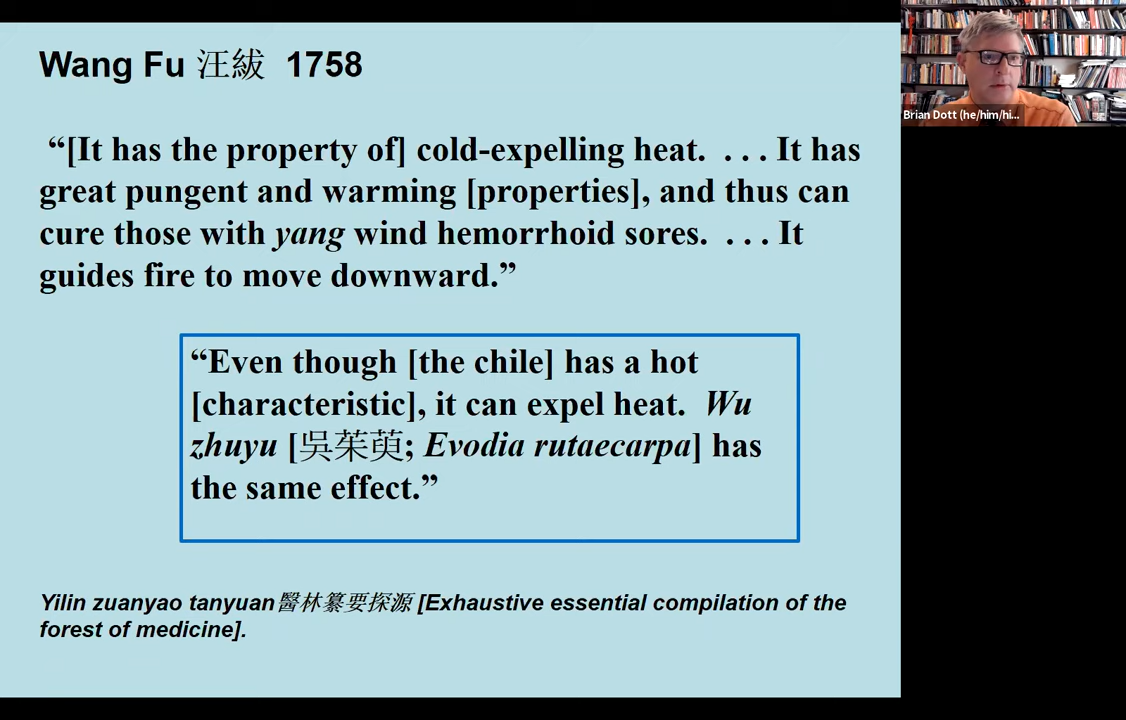 Wang Fu 汪紱 1758
“[It has the property of] cold-expelling heat. . . . It has
great pungent and warming [properties], and thus can
cure those with yang wind hemorrhoid sores. . . . It
guides fire to move downward.”
“Even though [the chile] has a hot
[characteristic], it can expel heat. Wu
zhuyu [吳茱萸; Evodia rutaecarpa] has
the same effect.”
Yilin zuanyao tanyuan醫林纂要探源 [Exhaustive essential compilation of the
forest of medicine].
Brian Dott (he/him/hi...